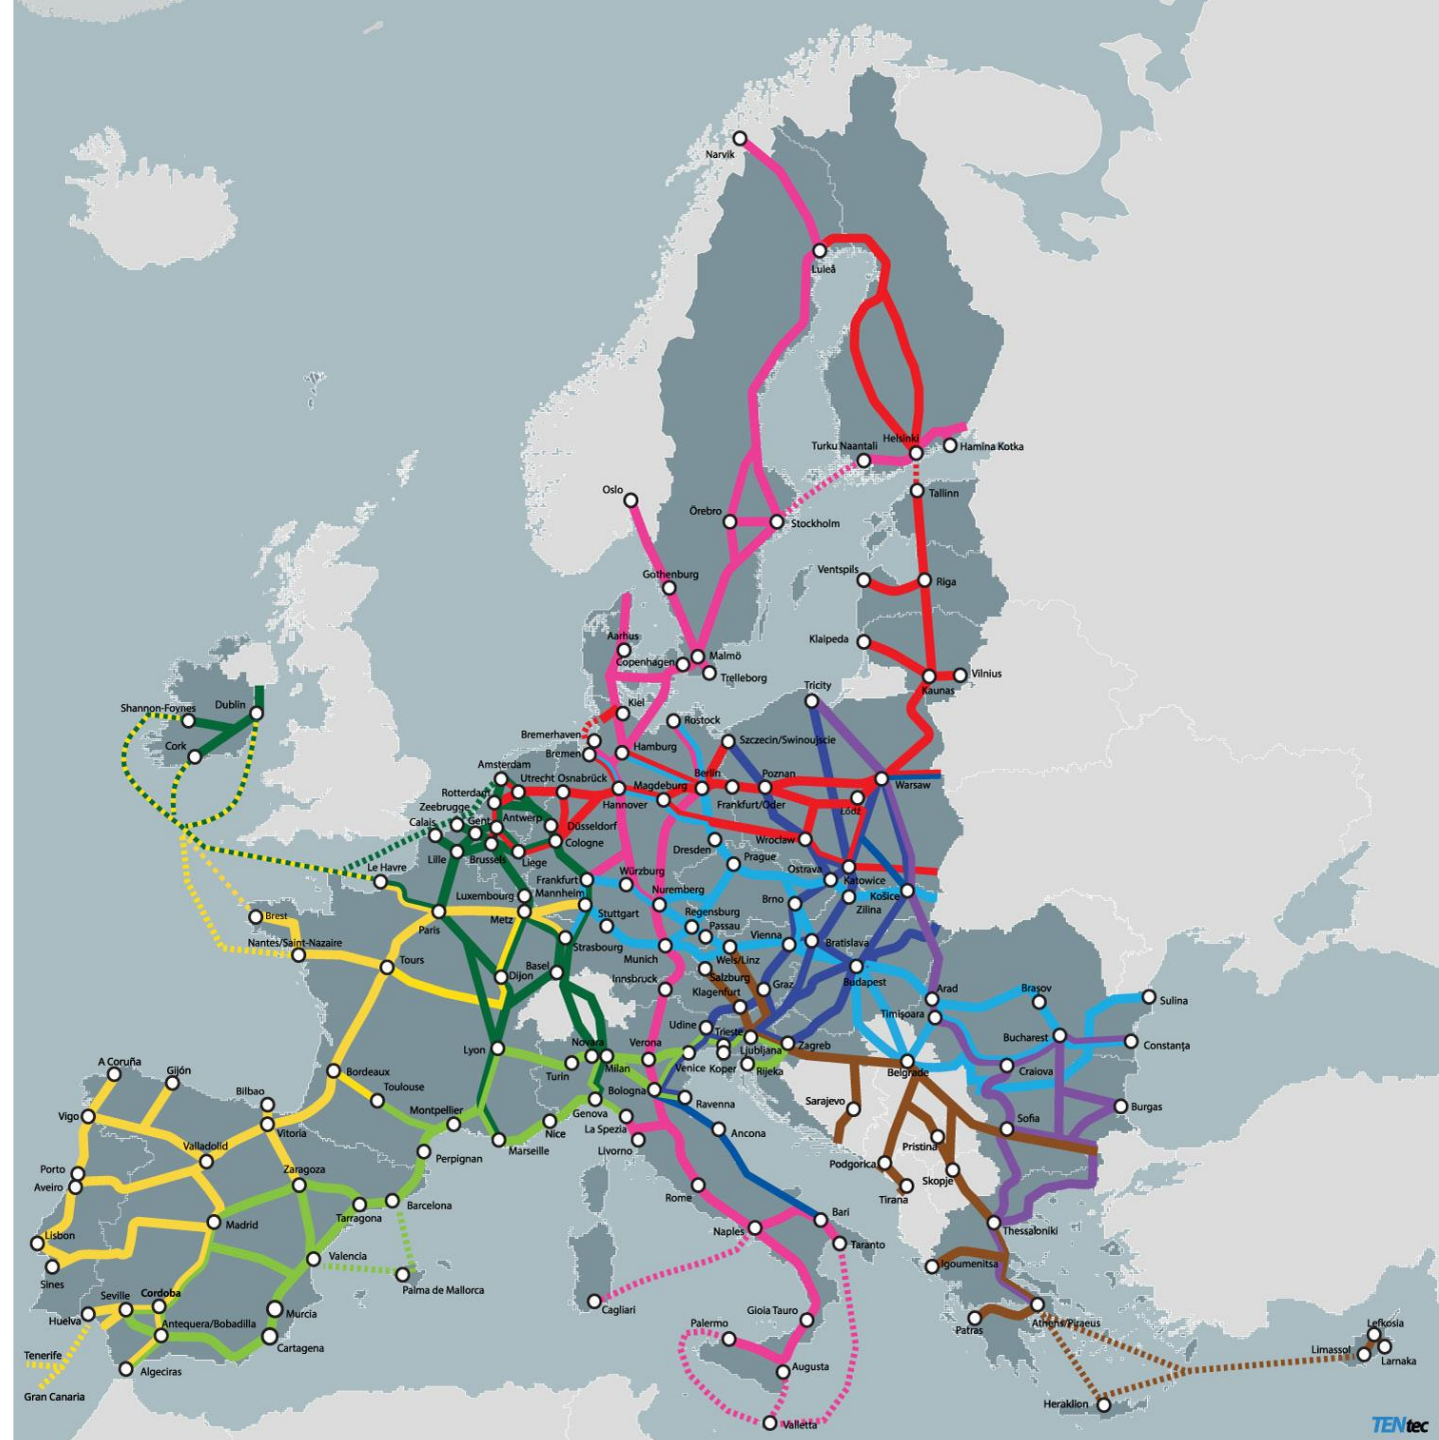 Narvik
Luleå
Helsinki
Turku Naantali
Hamina Kotka
Oslo
Tallinn
Örebro
Stockholm
Ventspils
Riga
Gothenburg
Klaipeda
Aarhus
Copenhagen
Malmö
Trelleborg
Vilnius
Kaunas
Tricity
Shannon-Foynes
Dublin
Kiel
Rostock
Cork
Bremerhaven
Bremen
Hamburg
Szczecin/Swinoujscie
Amsterdam
Utrecht
Osnabrück
Magdeburg
Berlin
Poznan
Warsaw
Rotterdam
Zeebrugge
Hannover
Frankfurt/Oder
Łódź
Calais
Gent
Antwerp
Düsseldorf
Cologne
Wrocław
Lille
Brussels
Liege
Dresden
Prague
Le Havre
Frankfurt
Würzburg
Ostrava
Katowice
Luxembourg
Mannheim
Nuremberg
Brno
Košice
Zilina
Brest
Paris
Metz
Stuttgart
Regensburg
Passau
Nantes/Saint-Nazaire
Strasbourg
Vienna
Bratislava
Tours
Munich
Wels/Linz
Dijon
Basel
Innsbruck
Salzburg
Budapest
Klagenfurt
Graz
Arad
Braşov
Sulina
Timişoara
Udine
Trieste
Bucharest
Constanţa
Lyon
Novara
Verona
Ljubljana
Zagreb
A Coruña
Gijón
Bordeaux
Turin
Milan
Venice
Koper
Rijeka
Belgrade
Craiova
Toulouse
Bologna
Bilbao
Montpellier
Genova
Ravenna
Sarajevo
Burgas
Vigo
Vitoria
Nice
La Spezia
Sofia
Ancona
Valladolid
Marseille
Livorno
Pristina
Perpignan
Podgorica
Porto
Zaragoza
Skopje
Aveiro
Rome
Tirana
Tarragona
Barcelona
Lisbon
Madrid
Naples
Bari
Thessaloniki
Valencia
Taranto
Igoumenitsa
Sines
Palma de Mallorca
Seville
Cordoba
Cagliari
Huelva
Murcia
Gioia Tauro
Antequera/Bobadilla
Palermo
Patras
Athens/Piraeus
Lefkosia
Cartagena
Limassol
Larnaka
Tenerife
Algeciras
Augusta
Gran Canaria
Heraklion
Valletta
TENtec